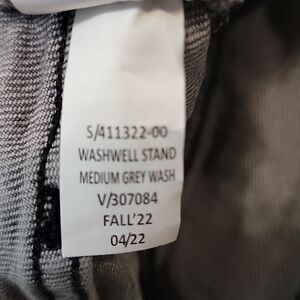 S/411322-00
WASHWELL STAND
MEDIUM GREY WASH
V/307084
FALL'22
04/22